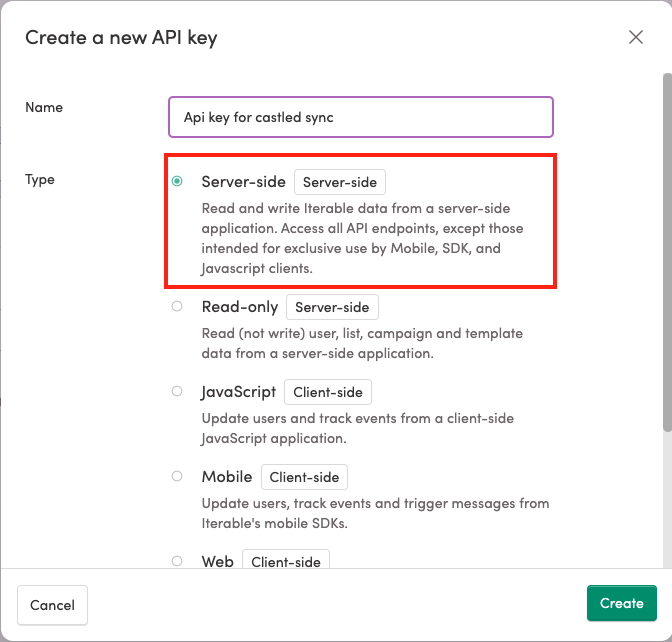 Create a new API key
Name
Api key for castled sync
Type
Server-side Server-side
Read and write Iterable data from a server-side
application. Access all API endpoints, except those
intended for exclusive use by Mobile, SDK, and
Javascript clients.
Read-only Server-side
Read (not write) user, list, campaign and template
data from a server-side application.
JavaScript Client-side
Update users and track events from a client-side
JavaScript application.
Mobile Client-side
Update users, track events and trigger messages from
Iterable's mobile SDKs.
Web Client-side
Cancel
Create